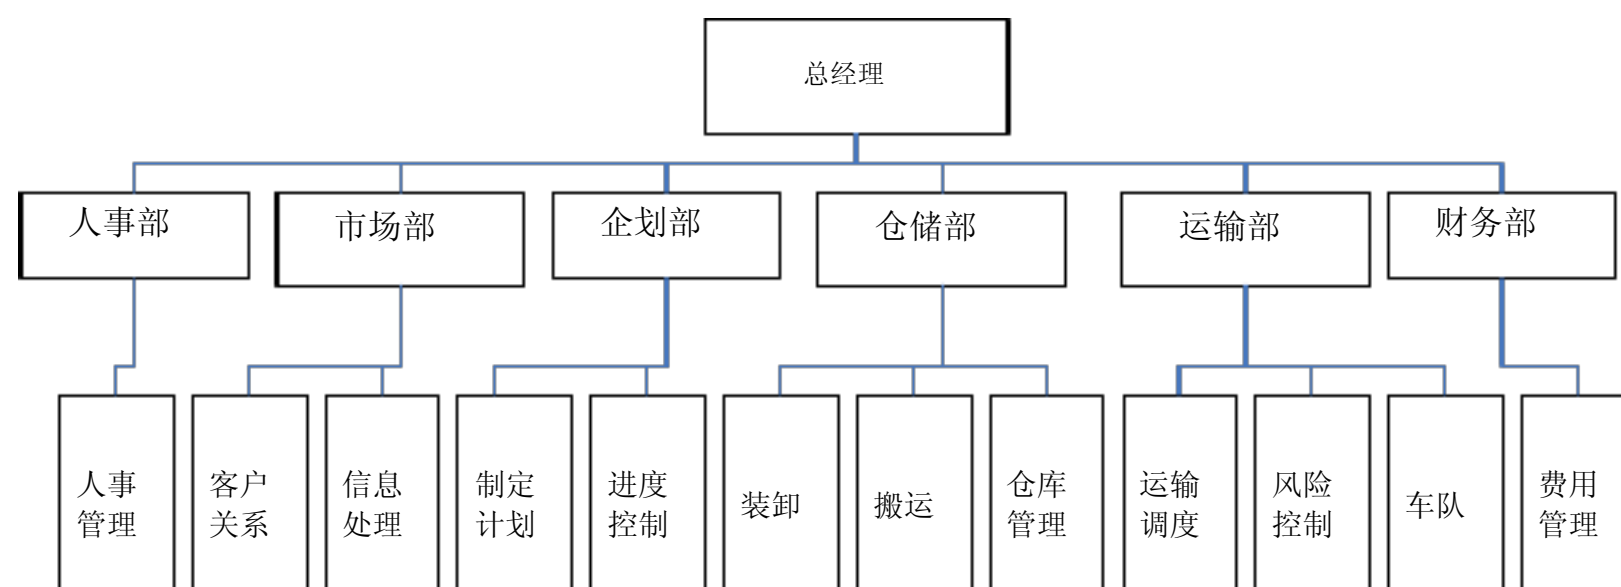 总经理
人事部
市场部
企划部
仓储部
运输部
财务部
人事
管理
客户
关系
信息
处理
制定
计划
进度
控制
装卸
搬运
仓库
管理
运输
调度
风险
控制
车队
费用
管理